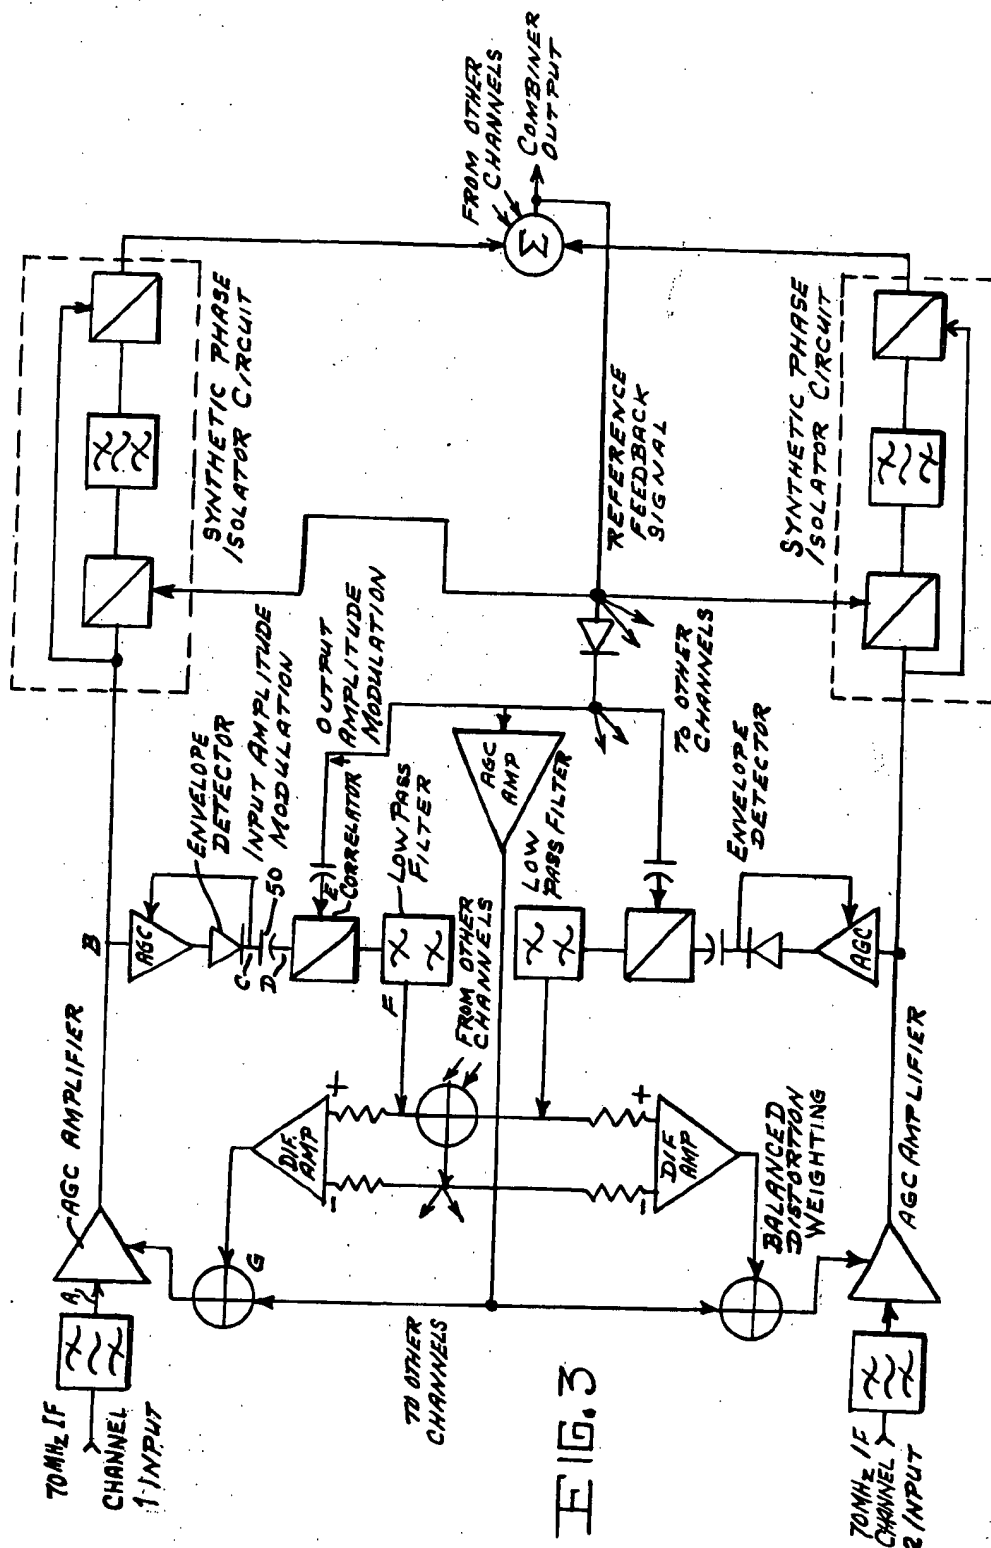 70MHz IF
CHANNEL
1-INPUT
A
AGC AMPLIFIER
B
AGC
ENVELOPE
DETECTOR
INPUT AMPLITUDE
MODULATION
C
50
D
OUTPUT
AMPLITUDE
MODULATION
E
CORRELATOR
LOW PASS
FILTER
F
FROM OTHER
CHANNELS
DIF.
AMP
+
-
G
SYNTHETIC PHASE
ISOLATOR CIRCUIT
FROM OTHER
CHANNELS
Σ
COMBINER
OUTPUT
REFERENCE
FEEDBACK
SIGNAL
AGC
AMP
TO OTHER
CHANNELS
TO OTHER
CHANNELS
LOW
PASS FILTER
ENVELOPE
DETECTOR
AGC
+
-
DIF.
AMP
BALANCED
DISTORTION
WEIGHTING
SYNTHETIC PHASE
ISOLATOR CIRCUIT
AGC AMPLIFIER
70MHz IF
CHANNEL
2 INPUT
FIG.3